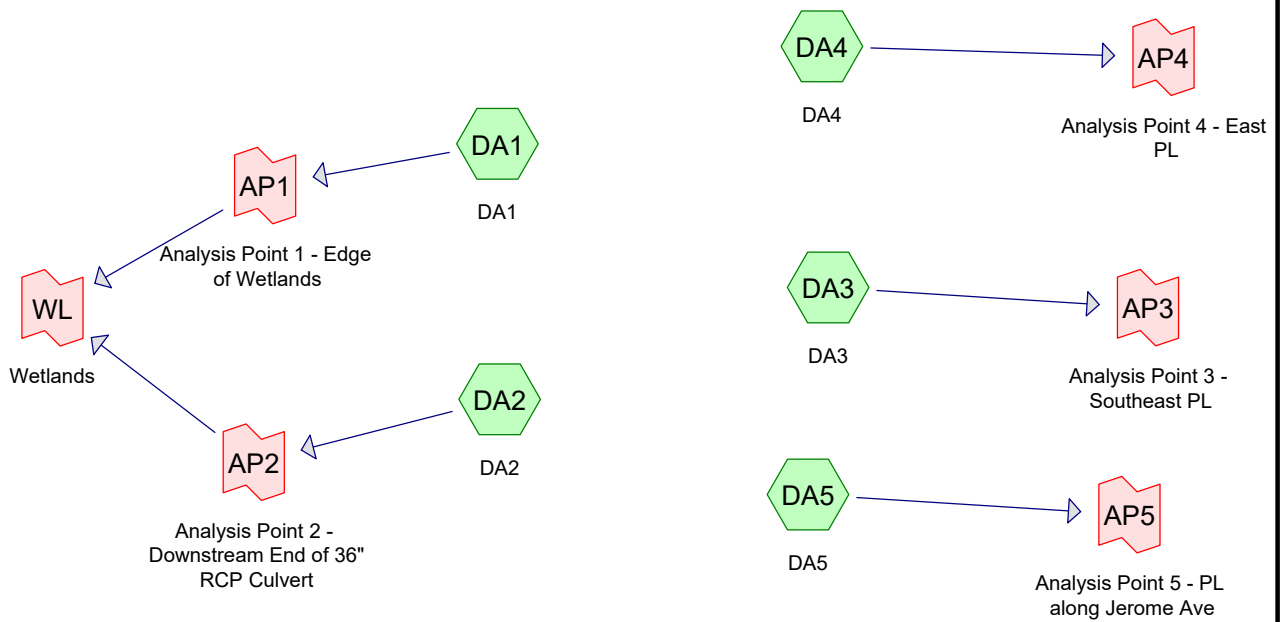 DA4
DA4
AP4
Analysis Point 4 - East
PL
DA1
DA1
AP1
Analysis Point 1 - Edge
of Wetlands
WL
Wetlands
DA3
DA3
AP3
Analysis Point 3 -
Southeast PL
DA2
DA2
AP2
Analysis Point 2 -
Downstream End of 36"
RCP Culvert
DA5
DA5
AP5
Analysis Point 5 - PL
along Jerome Ave